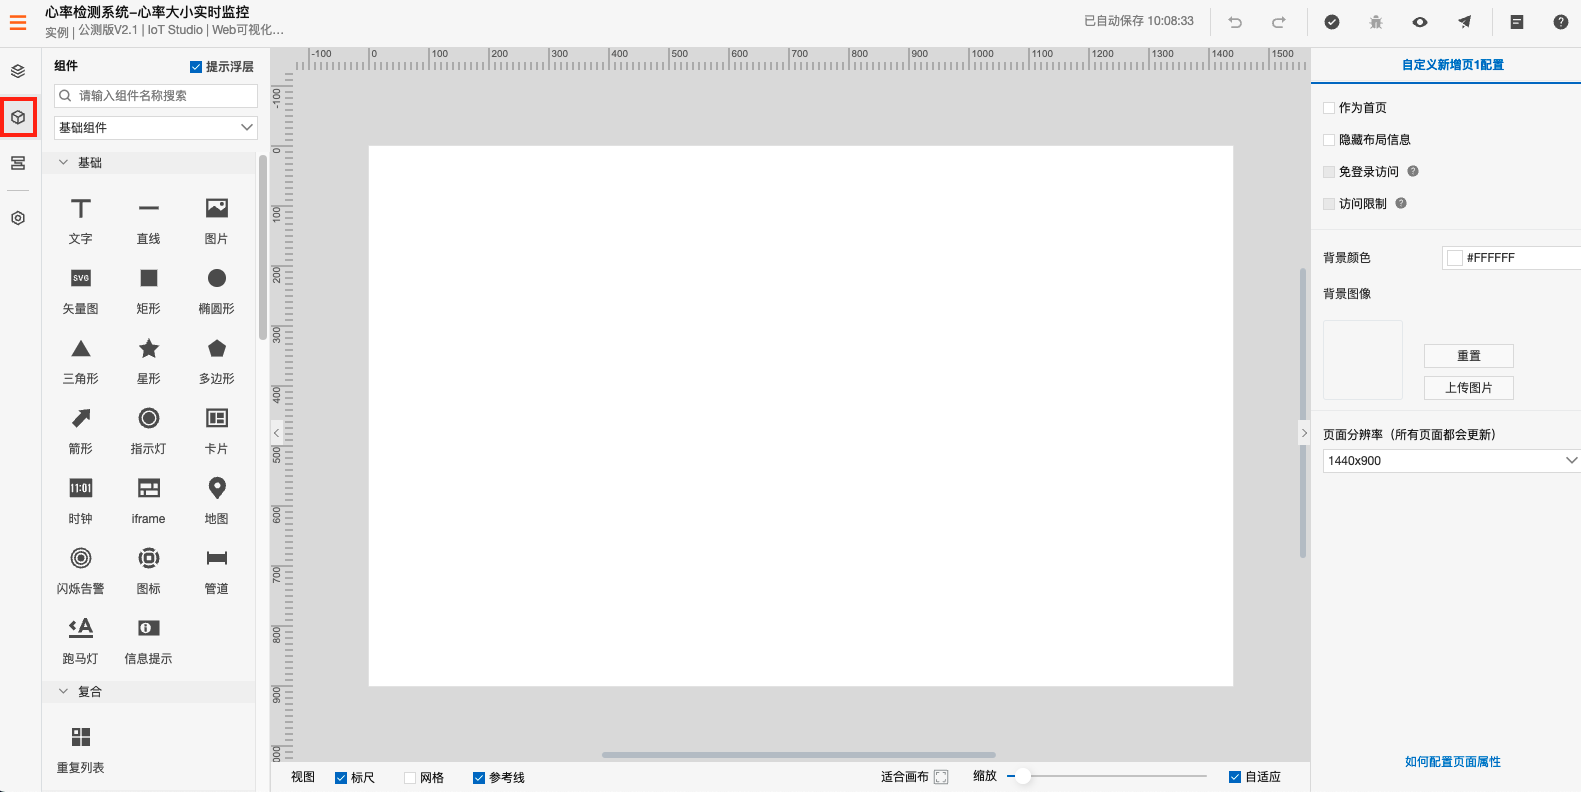 心率检测系统-心率大小实时监控
实例 | 公测版V2.1 | IoT Studio | Web可视化...
已自动保存 10:08:33
组件
提示浮层
请输入组件名称搜索
基础组件
基础
文字 直线 图片
SVG
矢量图 矩形 椭圆形
三角形 星形 多边形
箭形 指示灯 卡片
11:01
时钟 iframe 地图
闪烁告警 图标 管道
A
跑马灯 信息提示
复合
重复列表
-100 0 100 200 300 400 500 600 700 800 900 1000 1100 1200 1300 1400 1500
-100
0
100
200
300
400
500
600
700
800
900
视图 标尺 网格 参考线 适合画布 缩放 自适应
自定义新增页1配置
作为首页
隐藏布局信息
免登录访问 ?
访问限制 ?
背景颜色 #FFFFFF
背景图像
重置
上传图片
页面分辨率（所有页面都会更新）
1440x900
如何配置页面属性